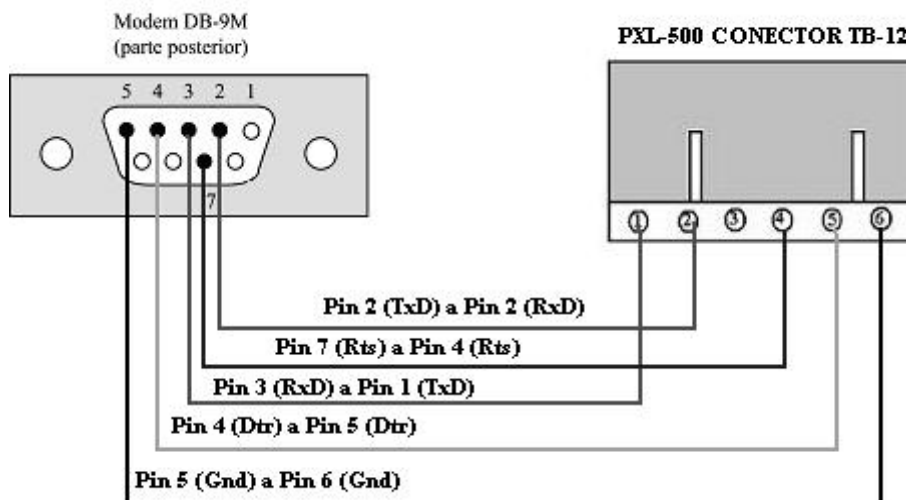 Modem DB-9M
(parte posterior)
PXL-500 CONECTOR TB-12
5 4 3 2 1
7
1 2 3 4 5 6
Pin 2 (TxD) a Pin 2 (RxD)
Pin 7 (Rts) a Pin 4 (Rts)
Pin 3 (RxD) a Pin 1 (TxD)
Pin 4 (Dtr) a Pin 5 (Dtr)
Pin 5 (Gnd) a Pin 6 (Gnd)